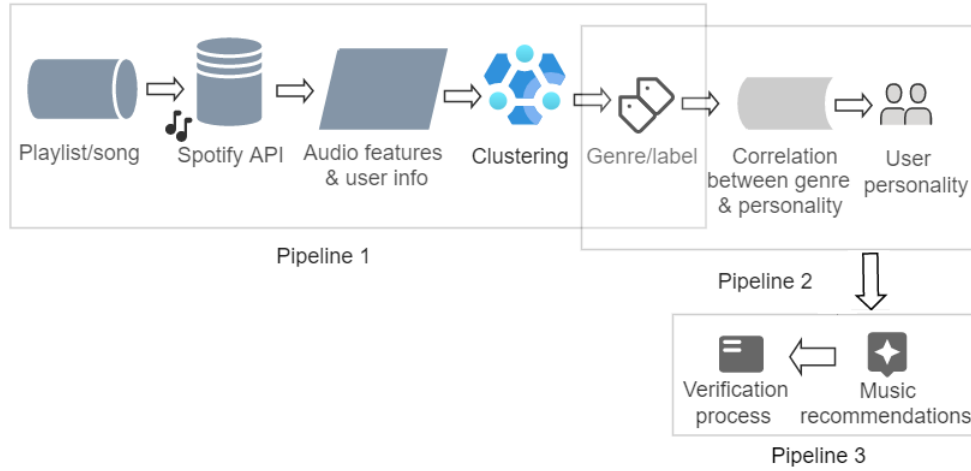 Playlist/song
Spotify API
Audio features
& user info
Clustering
Genre/label
Correlation
between genre
& personality
User
personality
Pipeline 1
Pipeline 2
Verification
process
Music
recommendations
Pipeline 3